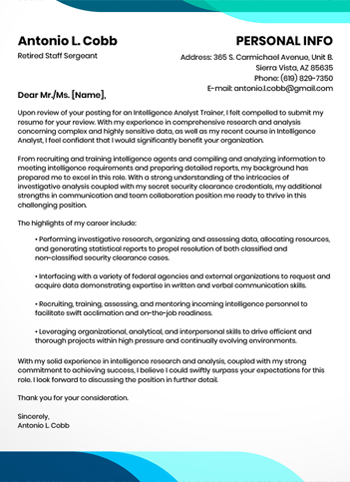 Antonio L. Cobb
Retired Staff Sergeant
PERSONAL INFO
Address: 365 S. Carmichael Avenue, Unit B.
Sierra Vista, AZ 85635
Phone: (619) 829-7350
E-mail: antonio.l.cobb@gmail.com
Dear Mr./Ms. [Name],
Upon review of your posting for an Intelligence Analyst Trainer, I felt compelled to submit my
resume for your review. With my experience in comprehensive research and analysis
concerning complex and highly sensitive data, as well as my recent course in Intelligence
Analyst, I feel confident that I would significantly benefit your organization.
From recruiting and training intelligence agents and compiling and analyzing information to
meeting intelligence requirements and preparing detailed reports, my background has
prepared me to excel in this role. With a strong understanding of the intricacies of
investigative analysis coupled with my secret security clearance credentials, my additional
strengths in communication and team collaboration position me ready to thrive in this
challenging position.
The highlights of my career include:
• Performing investigative research, organizing and assessing data, allocating resources,
and generating statistical reports to propel resolution of both classified and
non-classified security clearance cases.
• Interfacing with a variety of federal agencies and external organizations to request and
acquire data demonstrating expertise in written and verbal communication skills.
• Recruiting, training, assessing, and mentoring incoming intelligence personnel to
facilitate swift acclimation and on-the-job readiness.
• Leveraging organizational, analytical, and interpersonal skills to drive efficient and
thorough projects within high pressure and continually evolving environments.
With my solid experience in intelligence research and analysis, coupled with my strong
commitment to achieving success, I believe I could swiftly surpass your expectations for this
role. I look forward to discussing the position in further detail.
Thank you for your consideration.
Sincerely,
Antonio L. Cobb